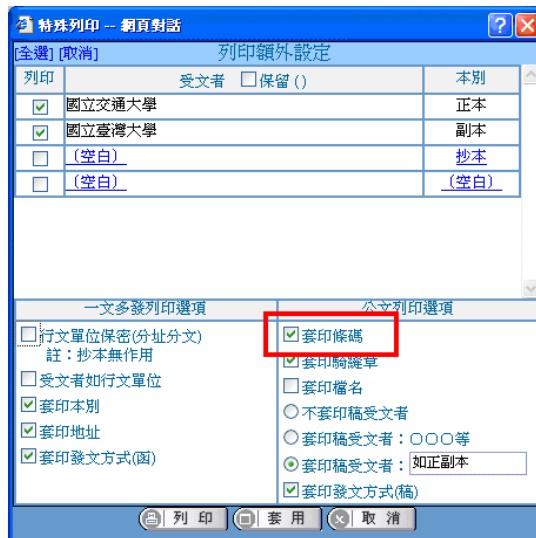 特殊列印 -- 網頁對話
[全選] [取消] 列印額外設定
列印 受文者 保留 ( ) 本別
國立交通大學 正本
國立臺灣大學 副本
(空白) 抄本
(空白) (空白)
一文多發列印選項
行文單位保密(分址分文)
註：抄本無作用
受文者如行文單位
套印本別
套印地址
套印發文方式(函)
公文列印選項
套印條碼
套印騎縫章
套印檔名
不套印稿受文者
套印稿受文者：○○○等
套印稿受文者： 如正副本
套印發文方式(稿)
列 印 套 用 取 消